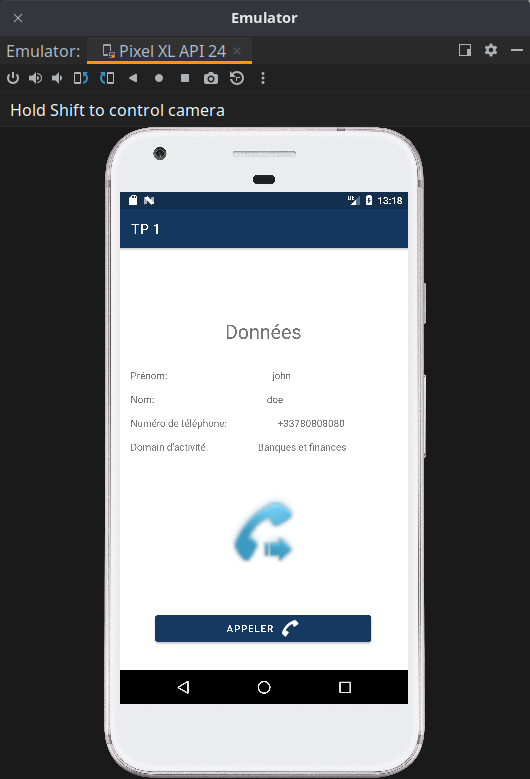 Emulator
Emulator: Pixel XL API 24
Hold Shift to control camera
13:18
TP 1
Données
Prénom: john
Nom: doe
Numéro de téléphone: +33780808080
Domain d'activité: Banques et finances
APPELER